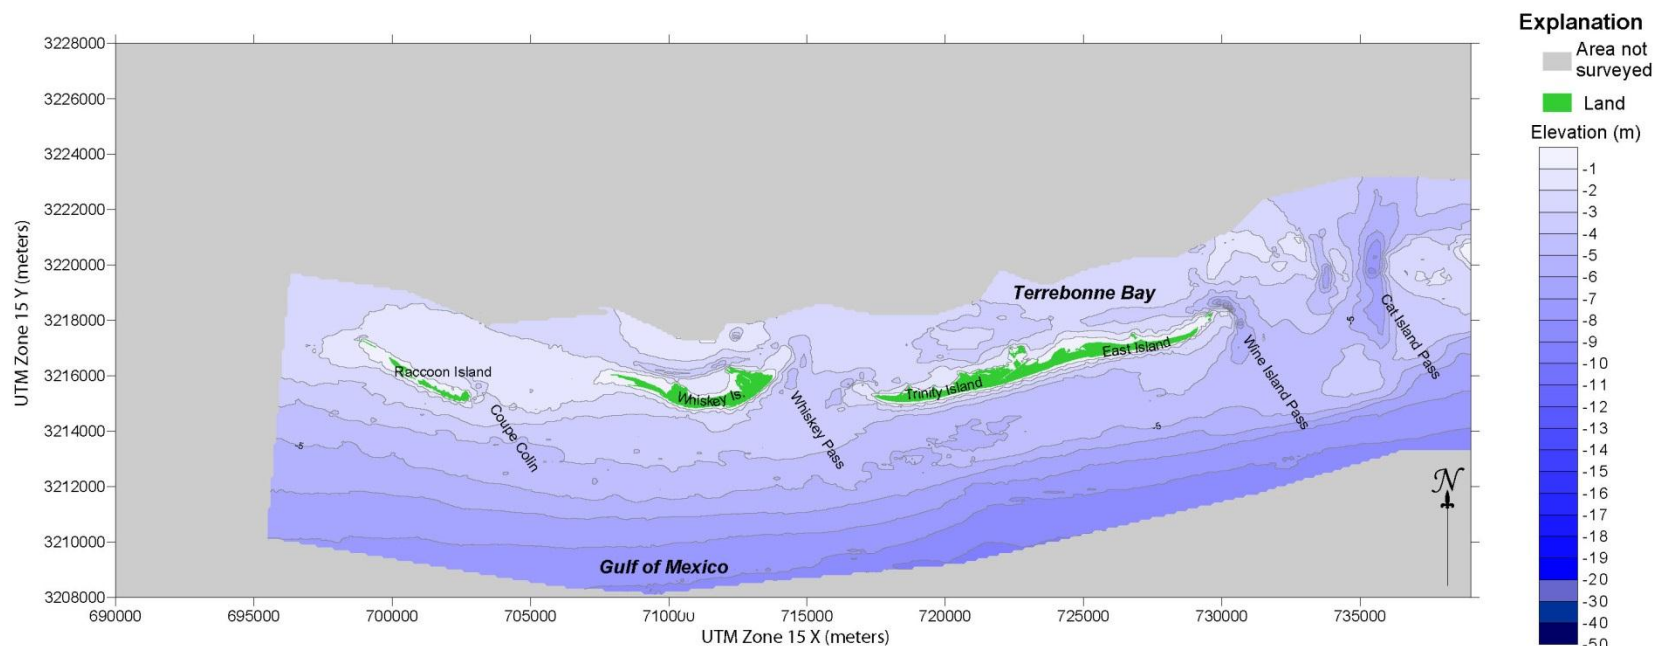 Explanation
Area not
surveyed
Land
Elevation (m)
-1
-2
-3
-4
-5
-6
-7
-8
-9
-10
-11
-12
-13
-14
-15
-16
-17
-18
-19
-20
-30
-40
-50
UTM Zone 15 Y (meters)
3228000
3226000
3224000
3222000
3220000
3218000
3216000
3214000
3212000
3210000
3208000
Terrebonne Bay
Cat Island Pass
-5
East Island
Wine Island Pass
Raccoon Island
Trinity Island
Whiskey Is.
Whiskey Pass
Coupe Colin
-5
-5
N
Gulf of Mexico
690000
695000
700000
705000
710000
715000
720000
725000
730000
735000
UTM Zone 15 X (meters)